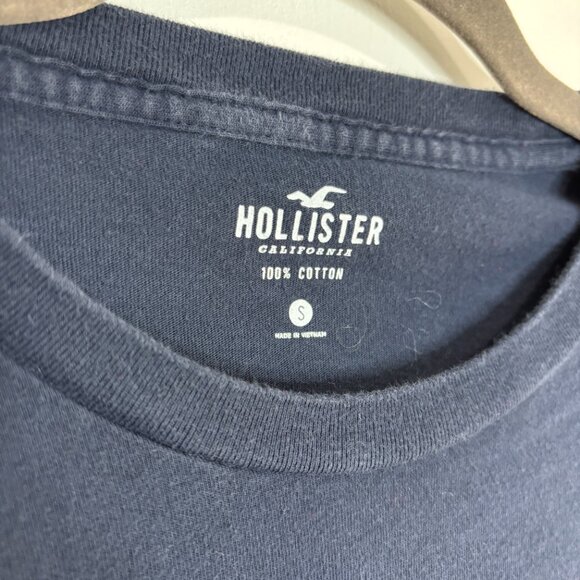 HOLLISTER
CALIFORNIA
100% COTTON
S
MADE IN VIETNAM